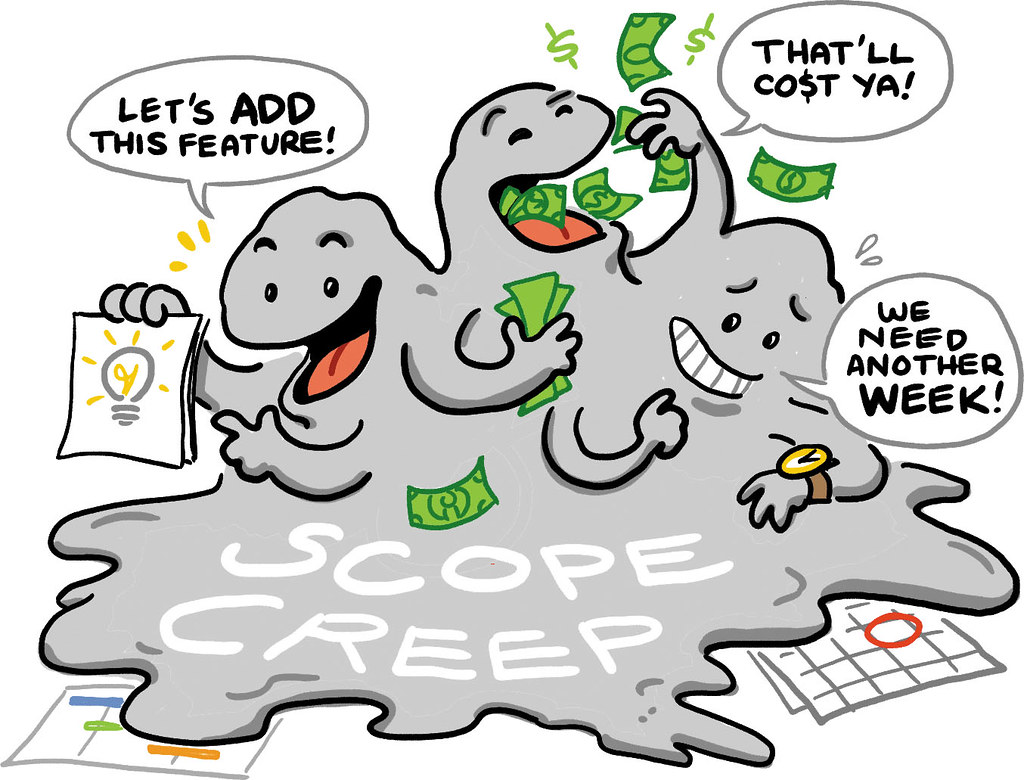 LET'S ADD
THIS FEATURE!
THAT'LL
CO$T YA!
WE
NEED
ANOTHER
WEEK!
SCOPE
CREEP